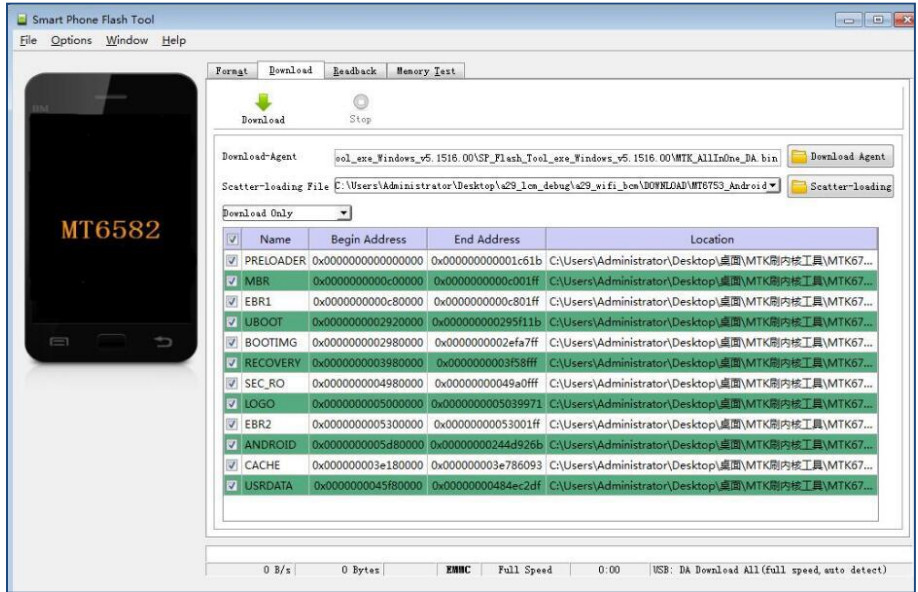 Smart Phone Flash Tool
File Options Window Help
Format Download Readback Memory Test
BM
Download Stop
Download-Agent ool_exe_Windows_v5.1516.00\SP_Flash_Tool_exe_Windows_v5.1516.00\MTK_AllInOne_DA.bin Download Agent
Scatter-loading File C:\Users\Administrator\Desktop\a29_lcm_debug\a29_wifi_bcm\DOWNLOAD\MT6753_Android Scatter-loading
Download Only
MT6582
Name Begin Address End Address Location
PRELOADER 0x0000000000000000 0x000000000001c61b C:\Users\Administrator\Desktop\桌面\MTK刷内核工具\MTK67...
MBR 0x0000000000c00000 0x0000000000c001ff C:\Users\Administrator\Desktop\桌面\MTK刷内核工具\MTK67...
EBR1 0x0000000000c80000 0x0000000000c801ff C:\Users\Administrator\Desktop\桌面\MTK刷内核工具\MTK67...
UBOOT 0x0000000002920000 0x000000000295f11b C:\Users\Administrator\Desktop\桌面\MTK刷内核工具\MTK67...
BOOTIMG 0x0000000002980000 0x0000000002efa7ff C:\Users\Administrator\Desktop\桌面\MTK刷内核工具\MTK67...
RECOVERY 0x0000000003980000 0x0000000003f58fff C:\Users\Administrator\Desktop\桌面\MTK刷内核工具\MTK67...
SEC_RO 0x0000000004980000 0x00000000049a0fff C:\Users\Administrator\Desktop\桌面\MTK刷内核工具\MTK67...
LOGO 0x0000000005000000 0x0000000005039971 C:\Users\Administrator\Desktop\桌面\MTK刷内核工具\MTK67...
EBR2 0x0000000005300000 0x00000000053001ff C:\Users\Administrator\Desktop\桌面\MTK刷内核工具\MTK67...
ANDROID 0x0000000005d80000 0x00000000244d926b C:\Users\Administrator\Desktop\桌面\MTK刷内核工具\MTK67...
CACHE 0x000000003e180000 0x000000003e786093 C:\Users\Administrator\Desktop\桌面\MTK刷内核工具\MTK67...
USRDATA 0x0000000045f80000 0x00000000484ec2df C:\Users\Administrator\Desktop\桌面\MTK刷内核工具\MTK67...
0 B/s 0 Bytes EMMC Full Speed 0:00 USB: DA Download All(full speed,auto detect)